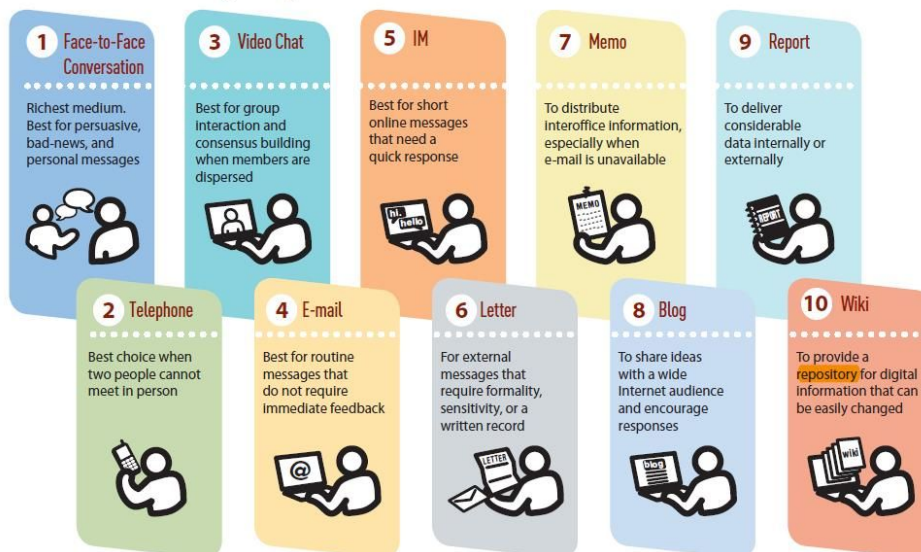 1 Face-to-Face
Conversation
Richest medium.
Best for persuasive,
bad-news, and
personal messages
2 Telephone
Best choice when
two people cannot
meet in person
3 Video Chat
Best for group
interaction and
consensus building
when members are
dispersed
4 E-mail
Best for routine
messages that
do not require
immediate feedback
@
5 IM
Best for short
online messages
that need a
quick response
hi,
hello
6 Letter
For external
messages that
require formality,
sensitivity, or a
written record
LETTER
7 Memo
To distribute
interoffice information,
especially when
e-mail is unavailable
MEMO
8 Blog
To share ideas
with a wide
Internet audience
and encourage
responses
blog
9 Report
To deliver
considerable
data internally or
externally
REPORT
10 Wiki
To provide a
repository for digital
information that can
be easily changed
wiki